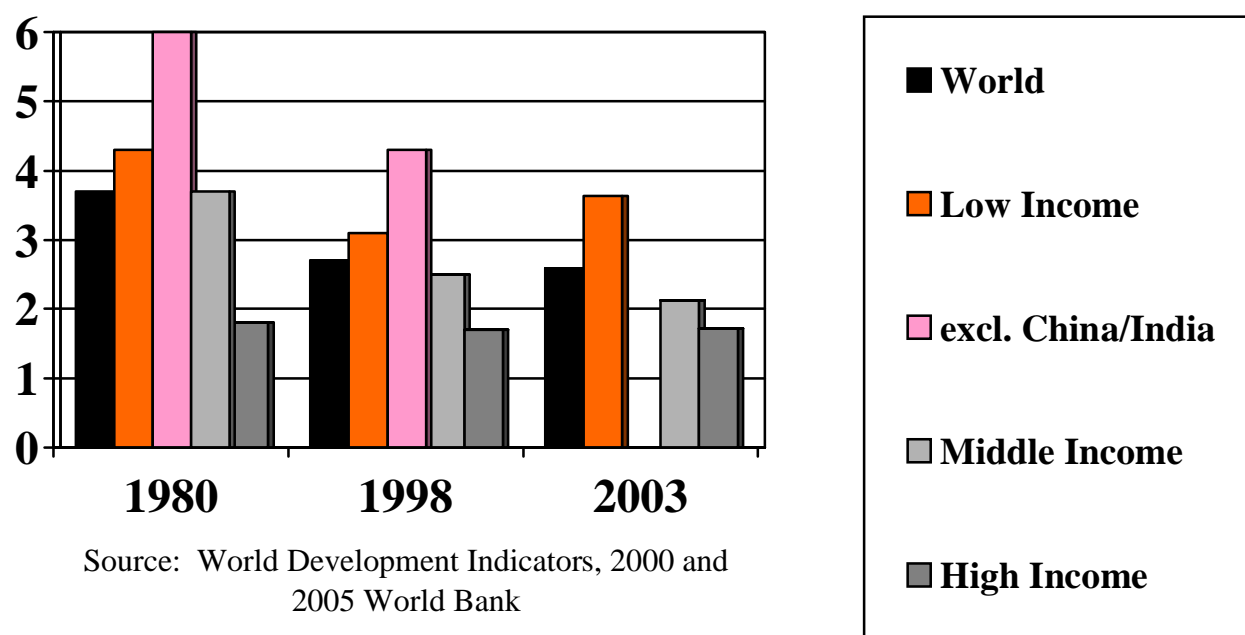 6
5
4
3
2
1
0
1980 1998 2003
Source: World Development Indicators, 2000 and
2005 World Bank
World
Low Income
excl. China/India
Middle Income
High Income